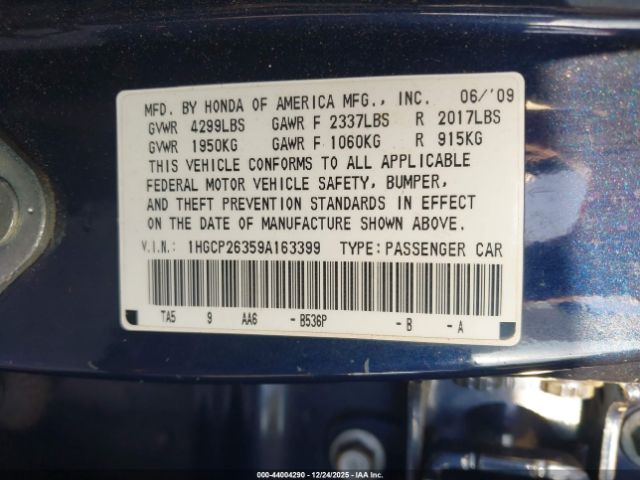 MFD. BY HONDA OF AMERICA MFG., INC. 06/'09
GVWR 4299LBS GAWR F 2337LBS R 2017LBS
GVWR 1950KG GAWR F 1060KG R 915KG
THIS VEHICLE CONFORMS TO ALL APPLICABLE
FEDERAL MOTOR VEHICLE SAFETY, BUMPER,
AND THEFT PREVENTION STANDARDS IN EFFECT
ON THE DATE OF MANUFACTURE SHOWN ABOVE.
V.I.N.: 1HGCP26359A163399 TYPE:PASSENGER CAR
TA5 9 AA6 -B536P -B -A
000-44004290 - 12/24/2025 - IAA Inc.